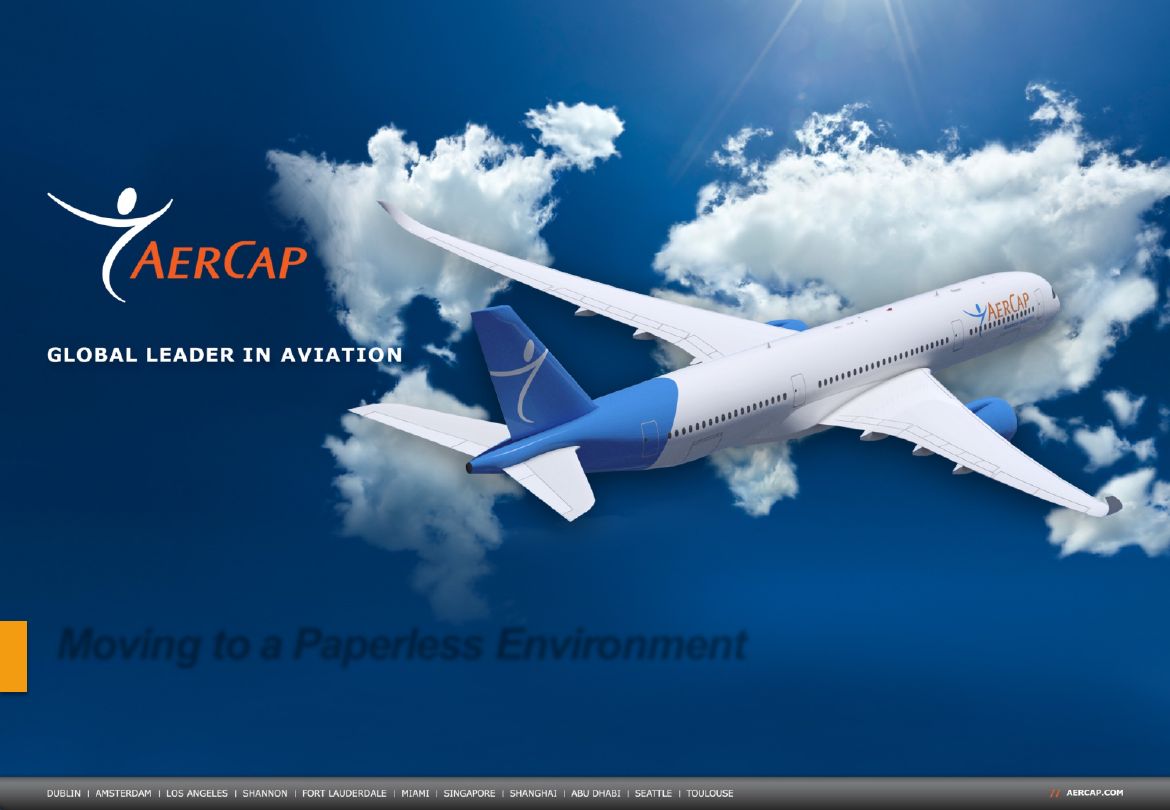 AERCAP
AERCAP
GLOBAL LEADER IN AVIATION
Moving to a Paperless Environment
DUBLIN | AMSTERDAM | LOS ANGELES | SHANNON | FORT LAUDERDALE | MIAMI | SINGAPORE | SHANGHAI | ABU DHABI | SEATTLE | TOULOUSE // AERCAP.COM